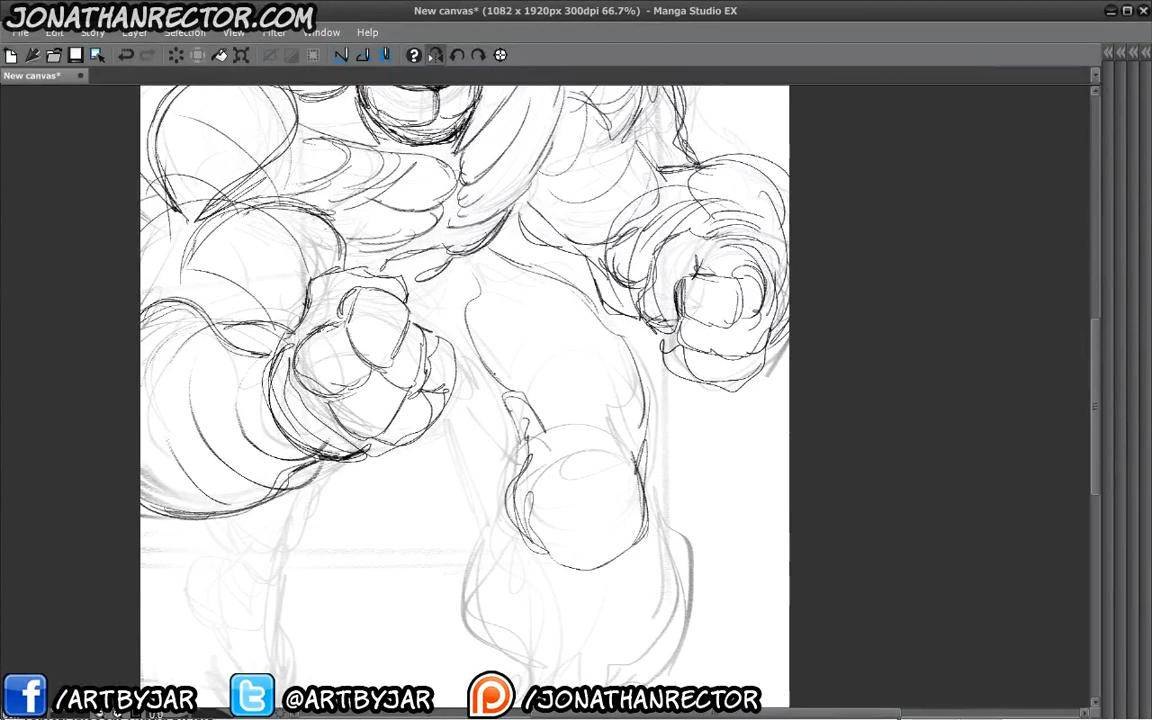 JONATHANRECTOR.COM
New canvas* (1082 x 1920px 300dpi 66.7%) - Manga Studio EX
File Edit Story Layer Selection View Filter Window Help
New canvas*
/ARTBYJAR @ARTBYJAR /JONATHANRECTOR